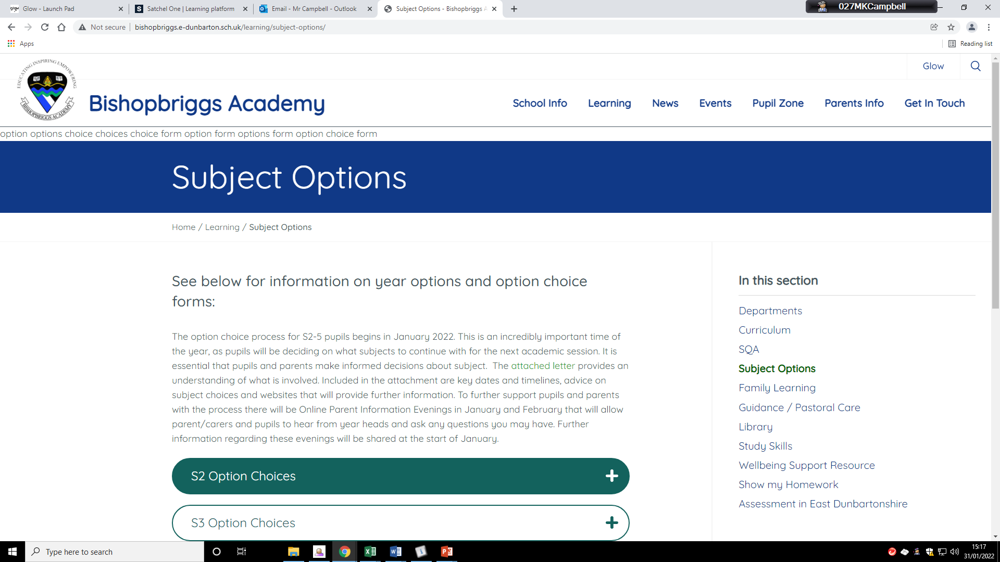 glow Glow - Launch Pad
S Satchel One | Learning platform
Email - Mr Campbell - Outlook
Subject Options - Bishopbriggs A
027MKCampbell
Not secure
bishopbriggs.e-dunbarton.sch.uk/learning/subject-options/
Apps
Reading list
EDUCATING INSPIRING EMPOWERING
BISHOPBRIGGS ACADEMY
Glow
Bishopbriggs Academy
School Info
Learning
News
Events
Pupil Zone
Parents Info
Get In Touch
option options choice choices choice form option form options form option choice form
Subject Options
Home / Learning / Subject Options
See below for information on year options and option choice
forms:
The option choice process for S2-5 pupils begins in January 2022. This is an incredibly important time of
the year, as pupils will be deciding on what subjects to continue with for the next academic session. It is
essential that pupils and parents make informed decisions about subject.  The attached letter provides an
understanding of what is involved. Included in the attachment are key dates and timelines, advice on
subject choices and websites that will provide further information. To further support pupils and parents
with the process there will be Online Parent Information Evenings in January and February that will allow
parent/carers and pupils to hear from year heads and ask any questions you may have. Further
information regarding these evenings will be shared at the start of January.
S2 Option Choices
S3 Option Choices
In this section
Departments
Curriculum
SQA
Subject Options
Family Learning
Guidance / Pastoral Care
Library
Study Skills
Wellbeing Support Resource
Show my Homework
Assessment in East Dunbartonshire
Type here to search
15:17
31/01/2022